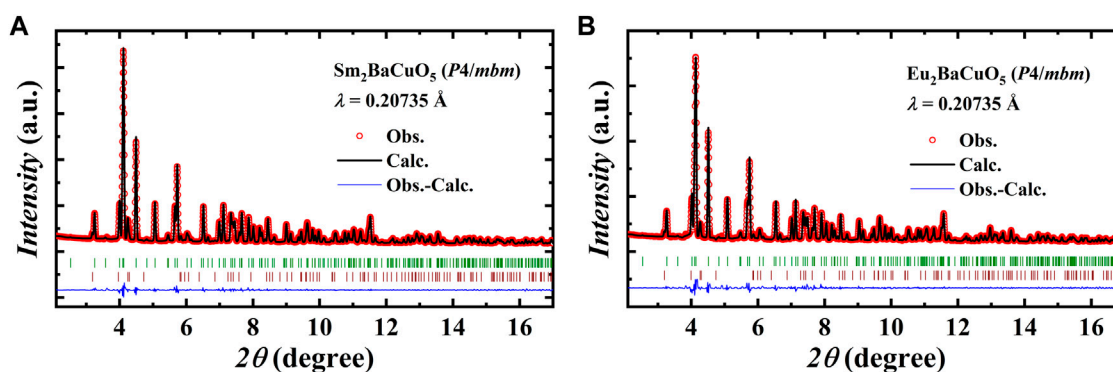 A
Intensity (a.u.)
Sm₂BaCuO₅ (P4/mbm)
λ = 0.20735 Å
Obs.
Calc.
Obs.-Calc.
4 6 8 10 12 14 16
2θ (degree)
B
Intensity (a.u.)
Eu₂BaCuO₅ (P4/mbm)
λ = 0.20735 Å
Obs.
Calc.
Obs.-Calc.
4 6 8 10 12 14 16
2θ (degree)